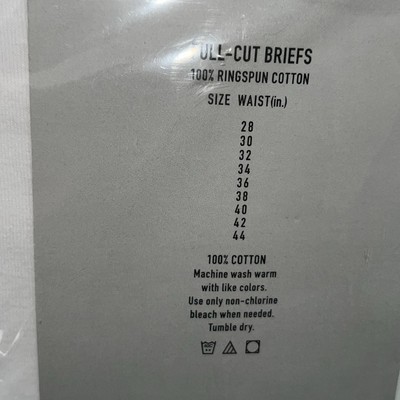 FULL-CUT BRIEFS
100% RINGSPUN COTTON
SIZE WAIST(in.)
28
30
32
34
36
38
40
42
44
100% COTTON
Machine wash warm
with like colors.
Use only non-chlorine
bleach when needed.
Tumble dry.